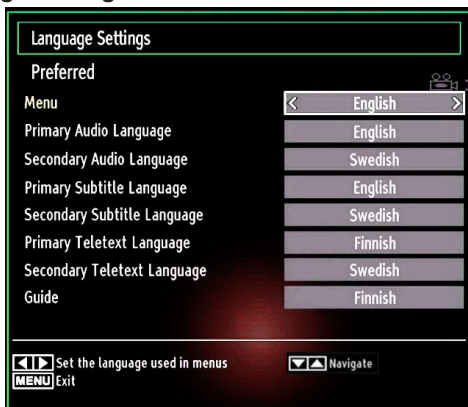 Language Settings
Preferred
Menu English
Primary Audio Language English
Secondary Audio Language Swedish
Primary Subtitle Language English
Secondary Subtitle Language Swedish
Primary Teletext Language Finnish
Secondary Teletext Language Swedish
Guide Finnish
Set the language used in menus Navigate
MENU Exit